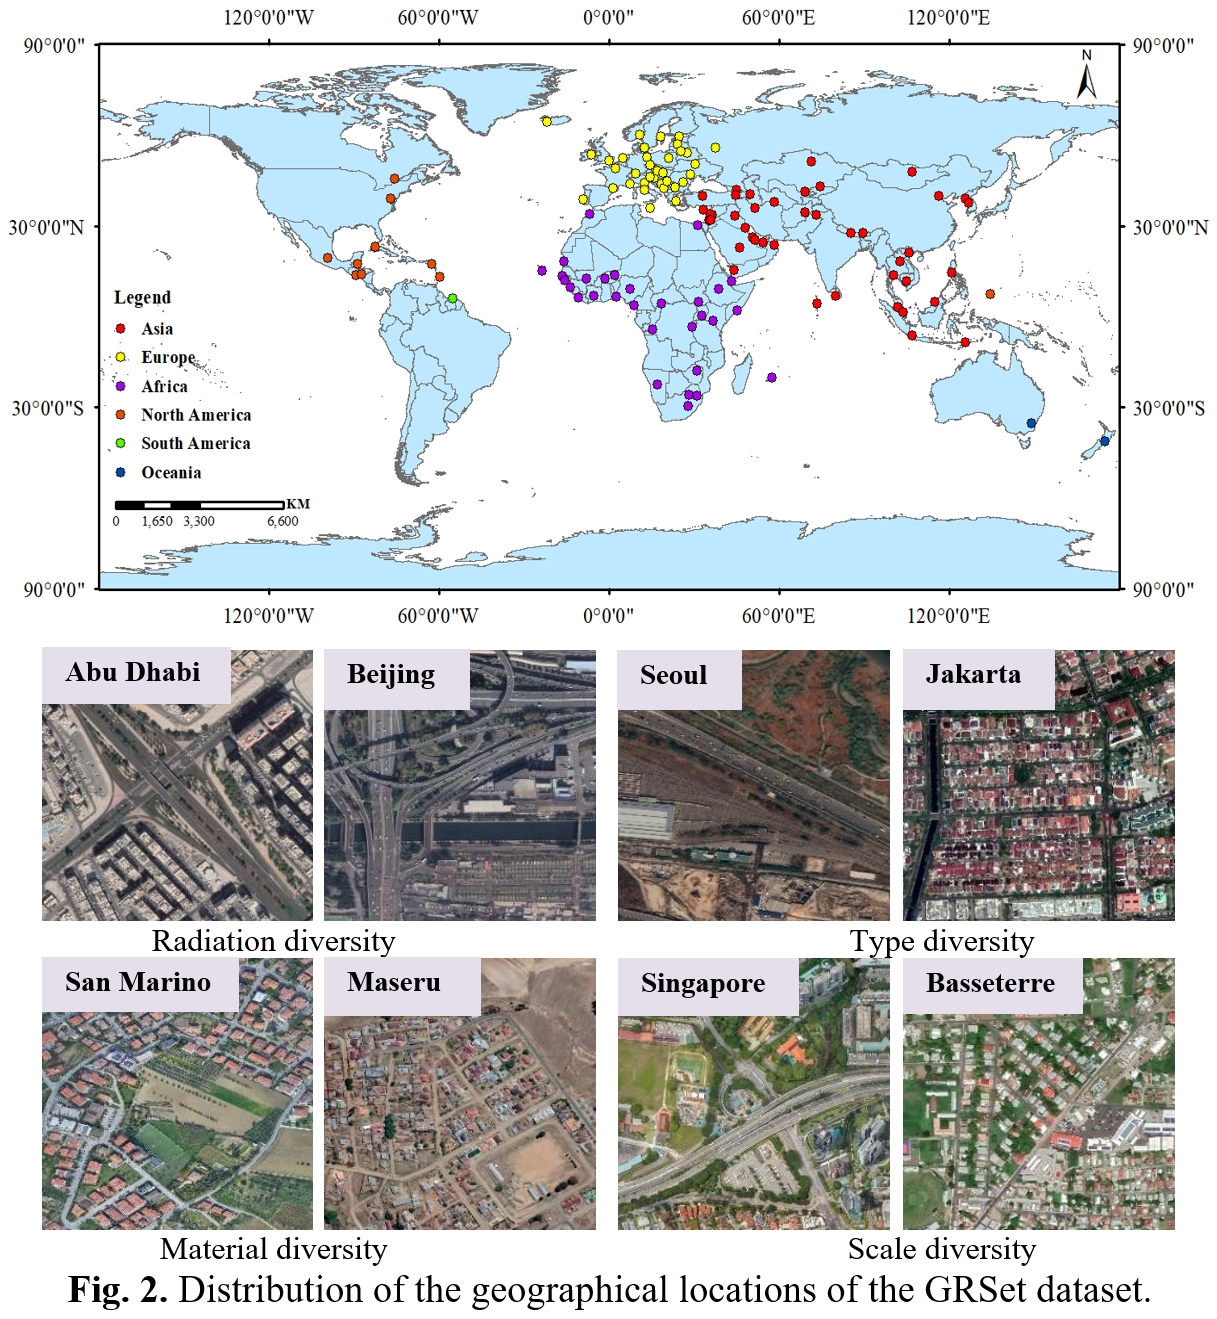 120°0'0"W 60°0'0"W 0°0'0" 60°0'0"E 120°0'0"E
90°0'0" 90°0'0"
N
30°0'0"N 30°0'0"N
Legend
Asia
Europe
Africa
30°0'0"S 30°0'0"S
North America
South America
Oceania
KM
0 1,650 3,300 6,600
90°0'0" 90°0'0"
120°0'0"W 60°0'0"W 0°0'0" 60°0'0"E 120°0'0"E
Abu Dhabi Beijing Seoul Jakarta
Radiation diversity Type diversity
San Marino Maseru Singapore Basseterre
Material diversity Scale diversity
Fig. 2. Distribution of the geographical locations of the GRSet dataset.